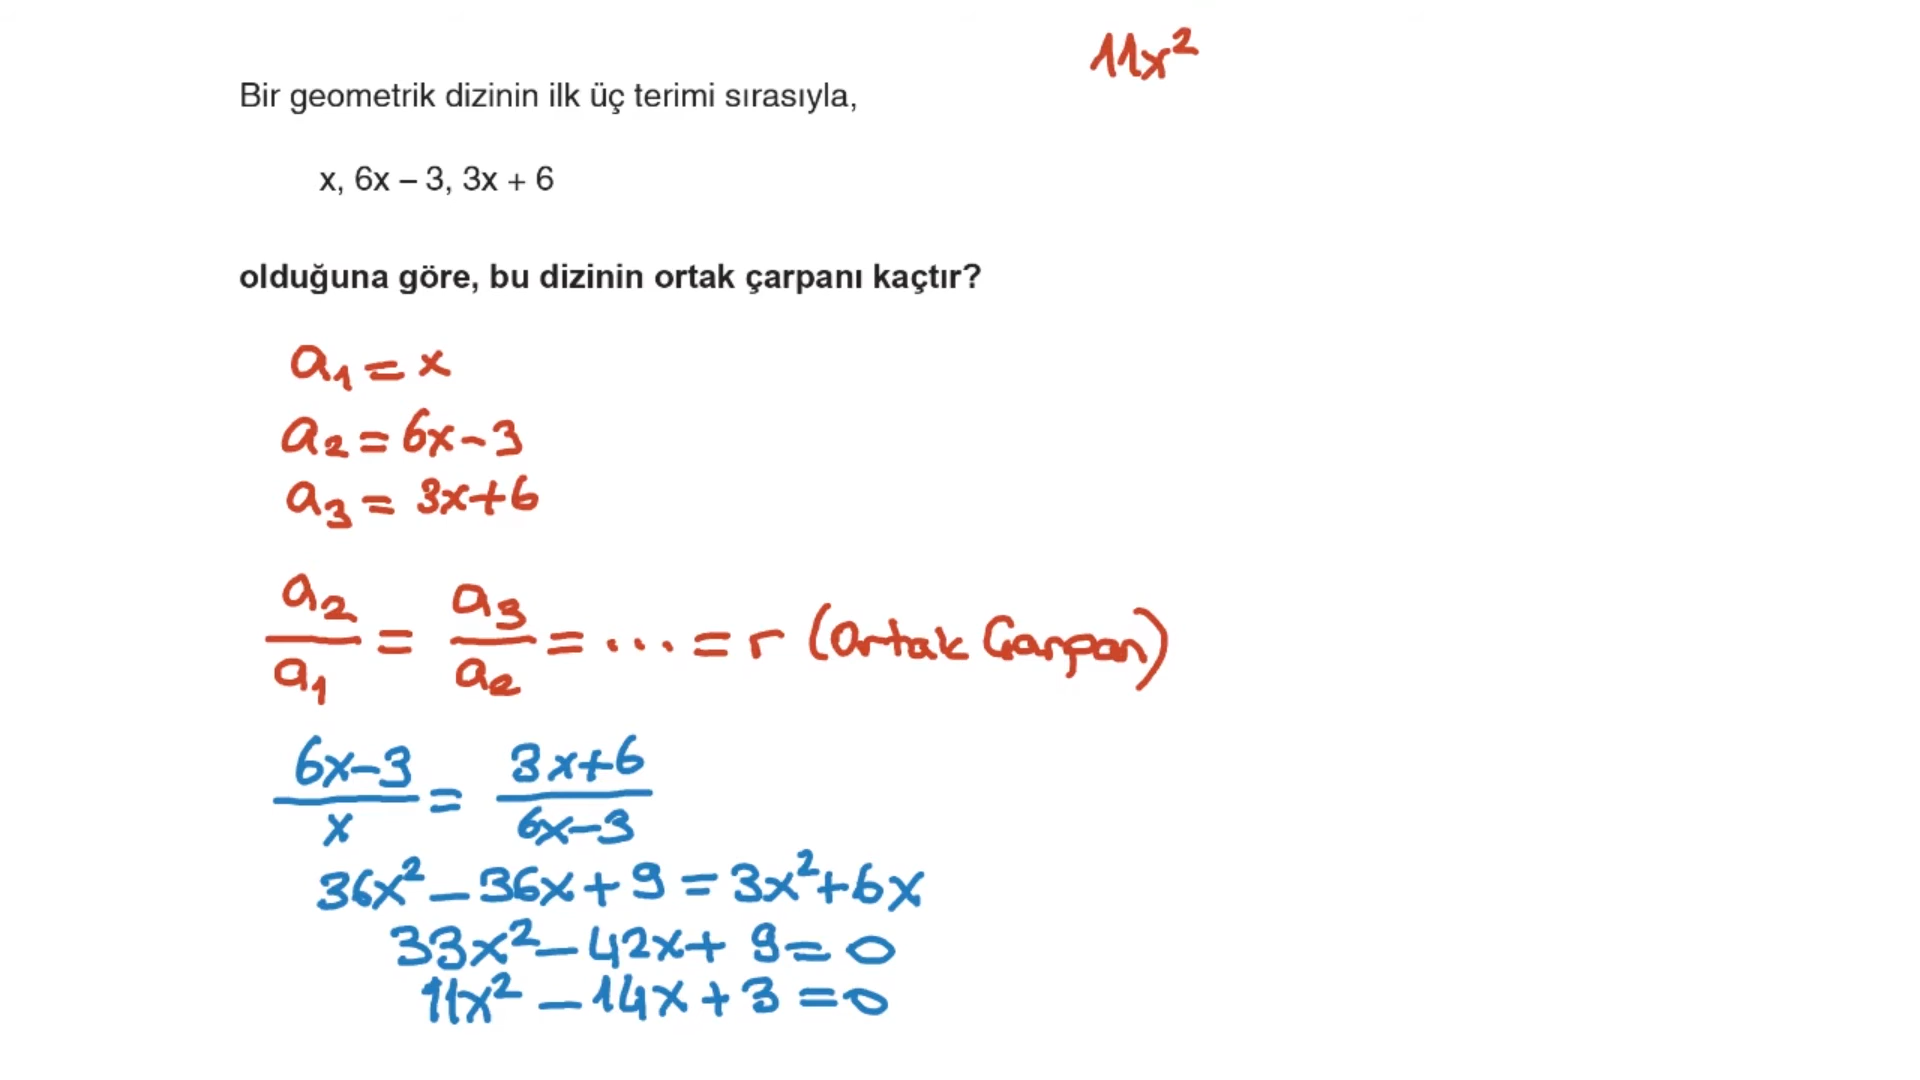 11x²
Bir geometrik dizinin ilk üç terimi sırasıyla,
x, 6x – 3, 3x + 6
olduğuna göre, bu dizinin ortak çarpanı kaçtır?
a₁ = x
a₂ = 6x-3
a₃ = 3x+6
a₂/a₁ = a₃/a₂ = ... = r (Ortak Çarpan)
6x-3/x = 3x+6/6x-3
36x² - 36x + 9 = 3x² + 6x
33x² - 42x + 9 = 0
11x² - 14x + 3 = 0